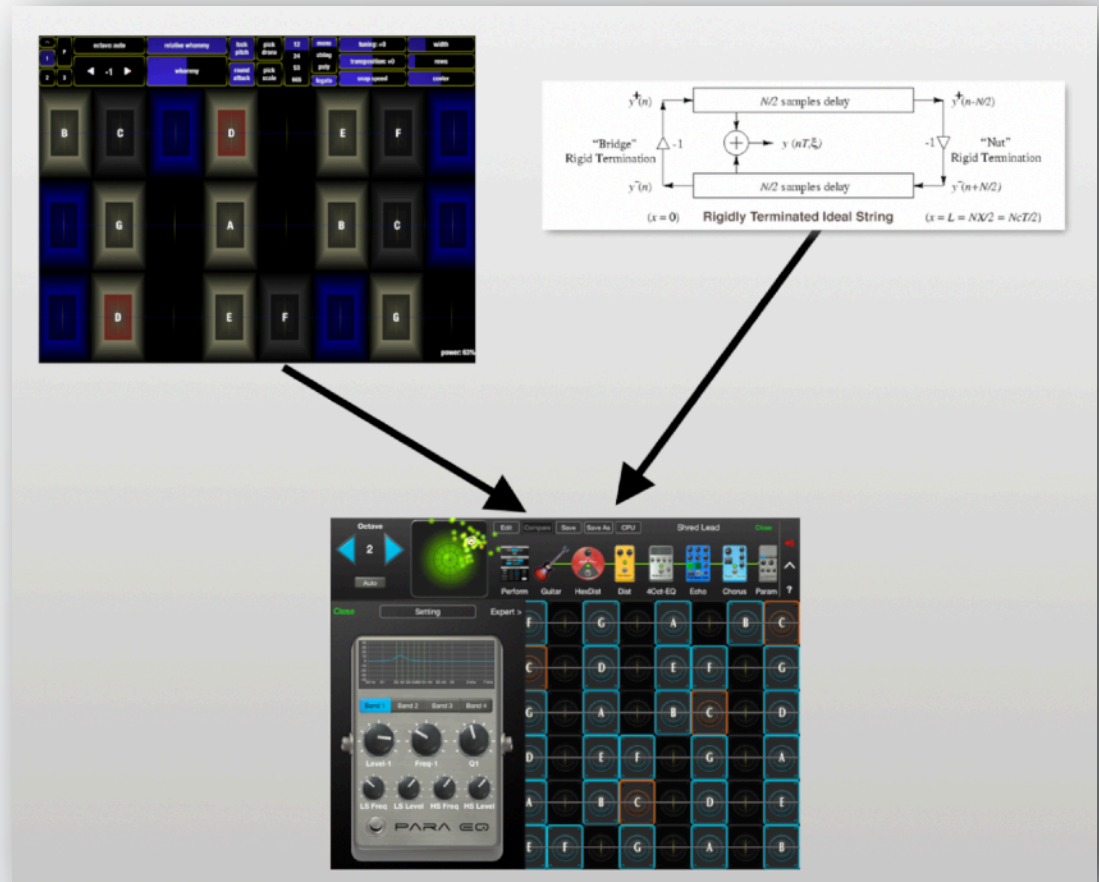 octave: auto
relative whammy
lock pitch
pick drone
12
mono
tuning: +0
width
1
F
◀ -1 ▶
whammy
24
string
transposition: +0
rows
2 3
round attack
pick scale
53
poly
legato
snap speed
center
B C D E F
G A B C
D E F G
power: 63%
y⁺(n) N/2 samples delay y⁺(n-N/2)
"Bridge" -1 y (nT,ξ) -1 "Nut"
Rigid Termination Rigid Termination
y⁻(n) N/2 samples delay y⁻(n+N/2)
(x = 0) Rigidly Terminated Ideal String (x = L = NX/2 = NcT/2)
Octave
2
Auto
Edit Compare Save Save As CPU Shred Lead Close
Perform Guitar HexDist Dist 4Oct-EQ Echo Chorus Param ?
Close Setting Expert >
Band 1 Band 2 Band 3 Band 4
Level-1 Freq-1 Q1
LS Freq LS Level HS Freq HS Level
PARA EQ
F G A B C
C D E F G
G A B C D
D E F G A
A B C D E
E F G A B